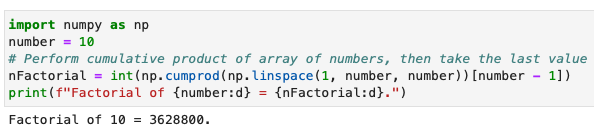 import numpy as np
number = 10
# Perform cumulative product of array of numbers, then take the last value
nFactorial = int(np.cumprod(np.linspace(1, number, number))[number - 1])
print(f"Factorial of {number:d} = {nFactorial:d}.")
Factorial of 10 = 3628800.